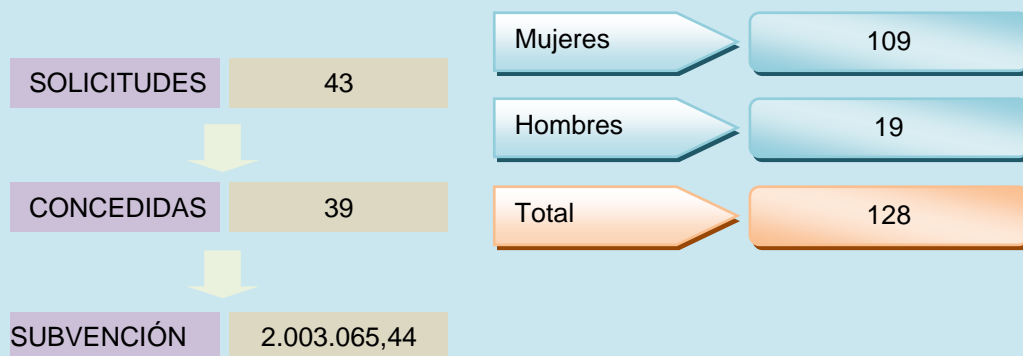 SOLICITUDES 43
CONCEDIDAS 39
SUBVENCIÓN 2.003.065,44
Mujeres 109
Hombres 19
Total 128